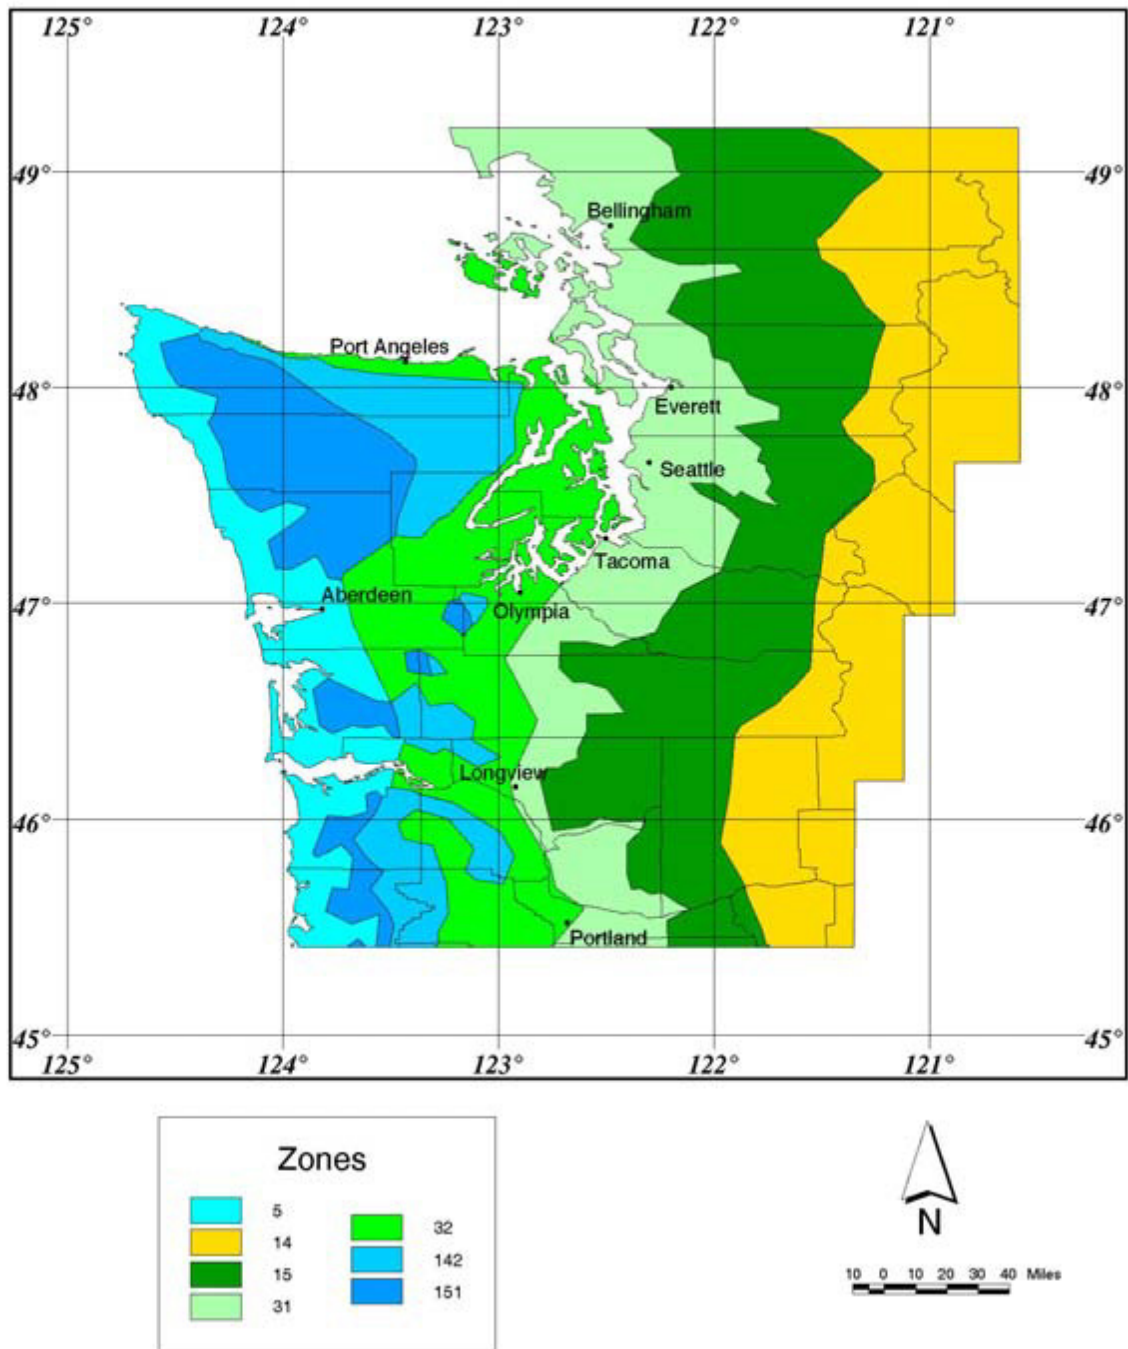 125° 124° 123° 122° 121°
49° 49°
Bellingham
Port Angeles
48° 48°
Everett
Seattle
Tacoma
Aberdeen
47° 47°
Olympia
Longview
46° 46°
Portland
45° 45°
125° 124° 123° 122° 121°
Zones
5
14
15
31
32
142
151
N
10 0 10 20 30 40 Miles